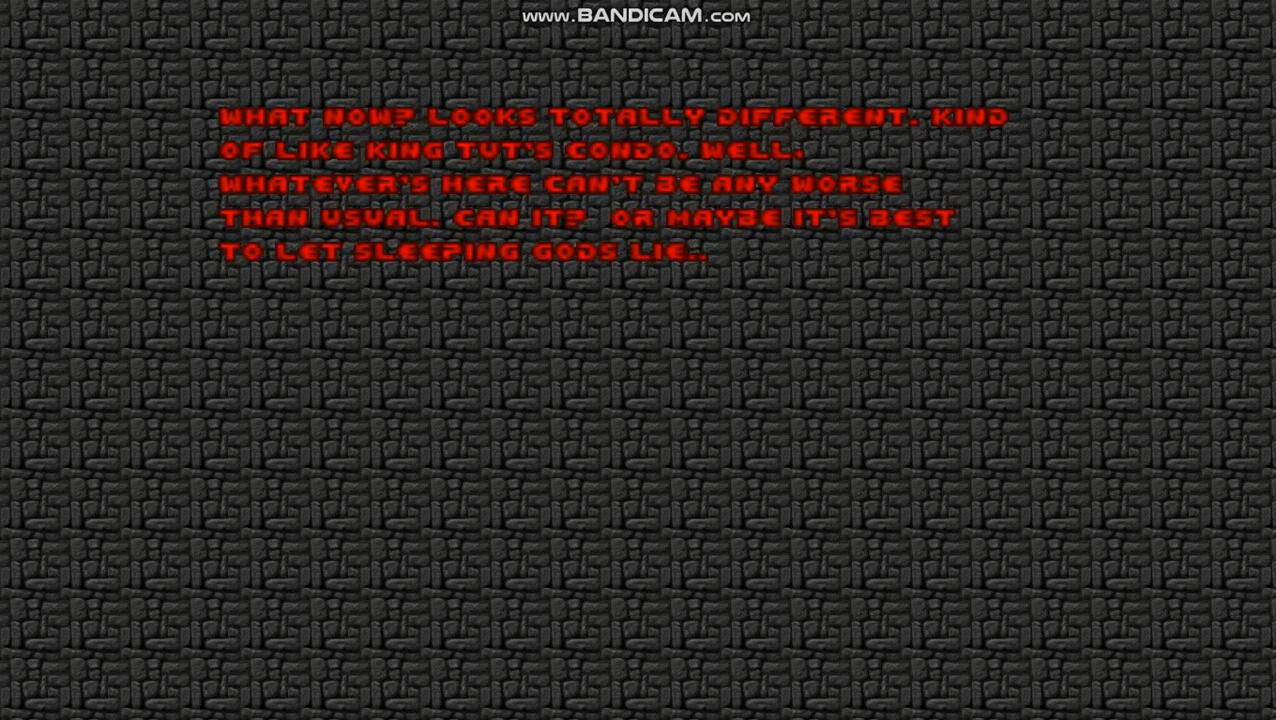 www.BANDICAM.com
WHAT NOW? LOOKS TOTALLY DIFFERENT. KIND
OF LIKE KING TUT'S CONDO. WELL,
WHATEVER'S HERE CAN'T BE ANY WORSE
THAN USUAL. CAN IT?  OR MAYBE IT'S BEST
TO LET SLEEPING GODS LIE..